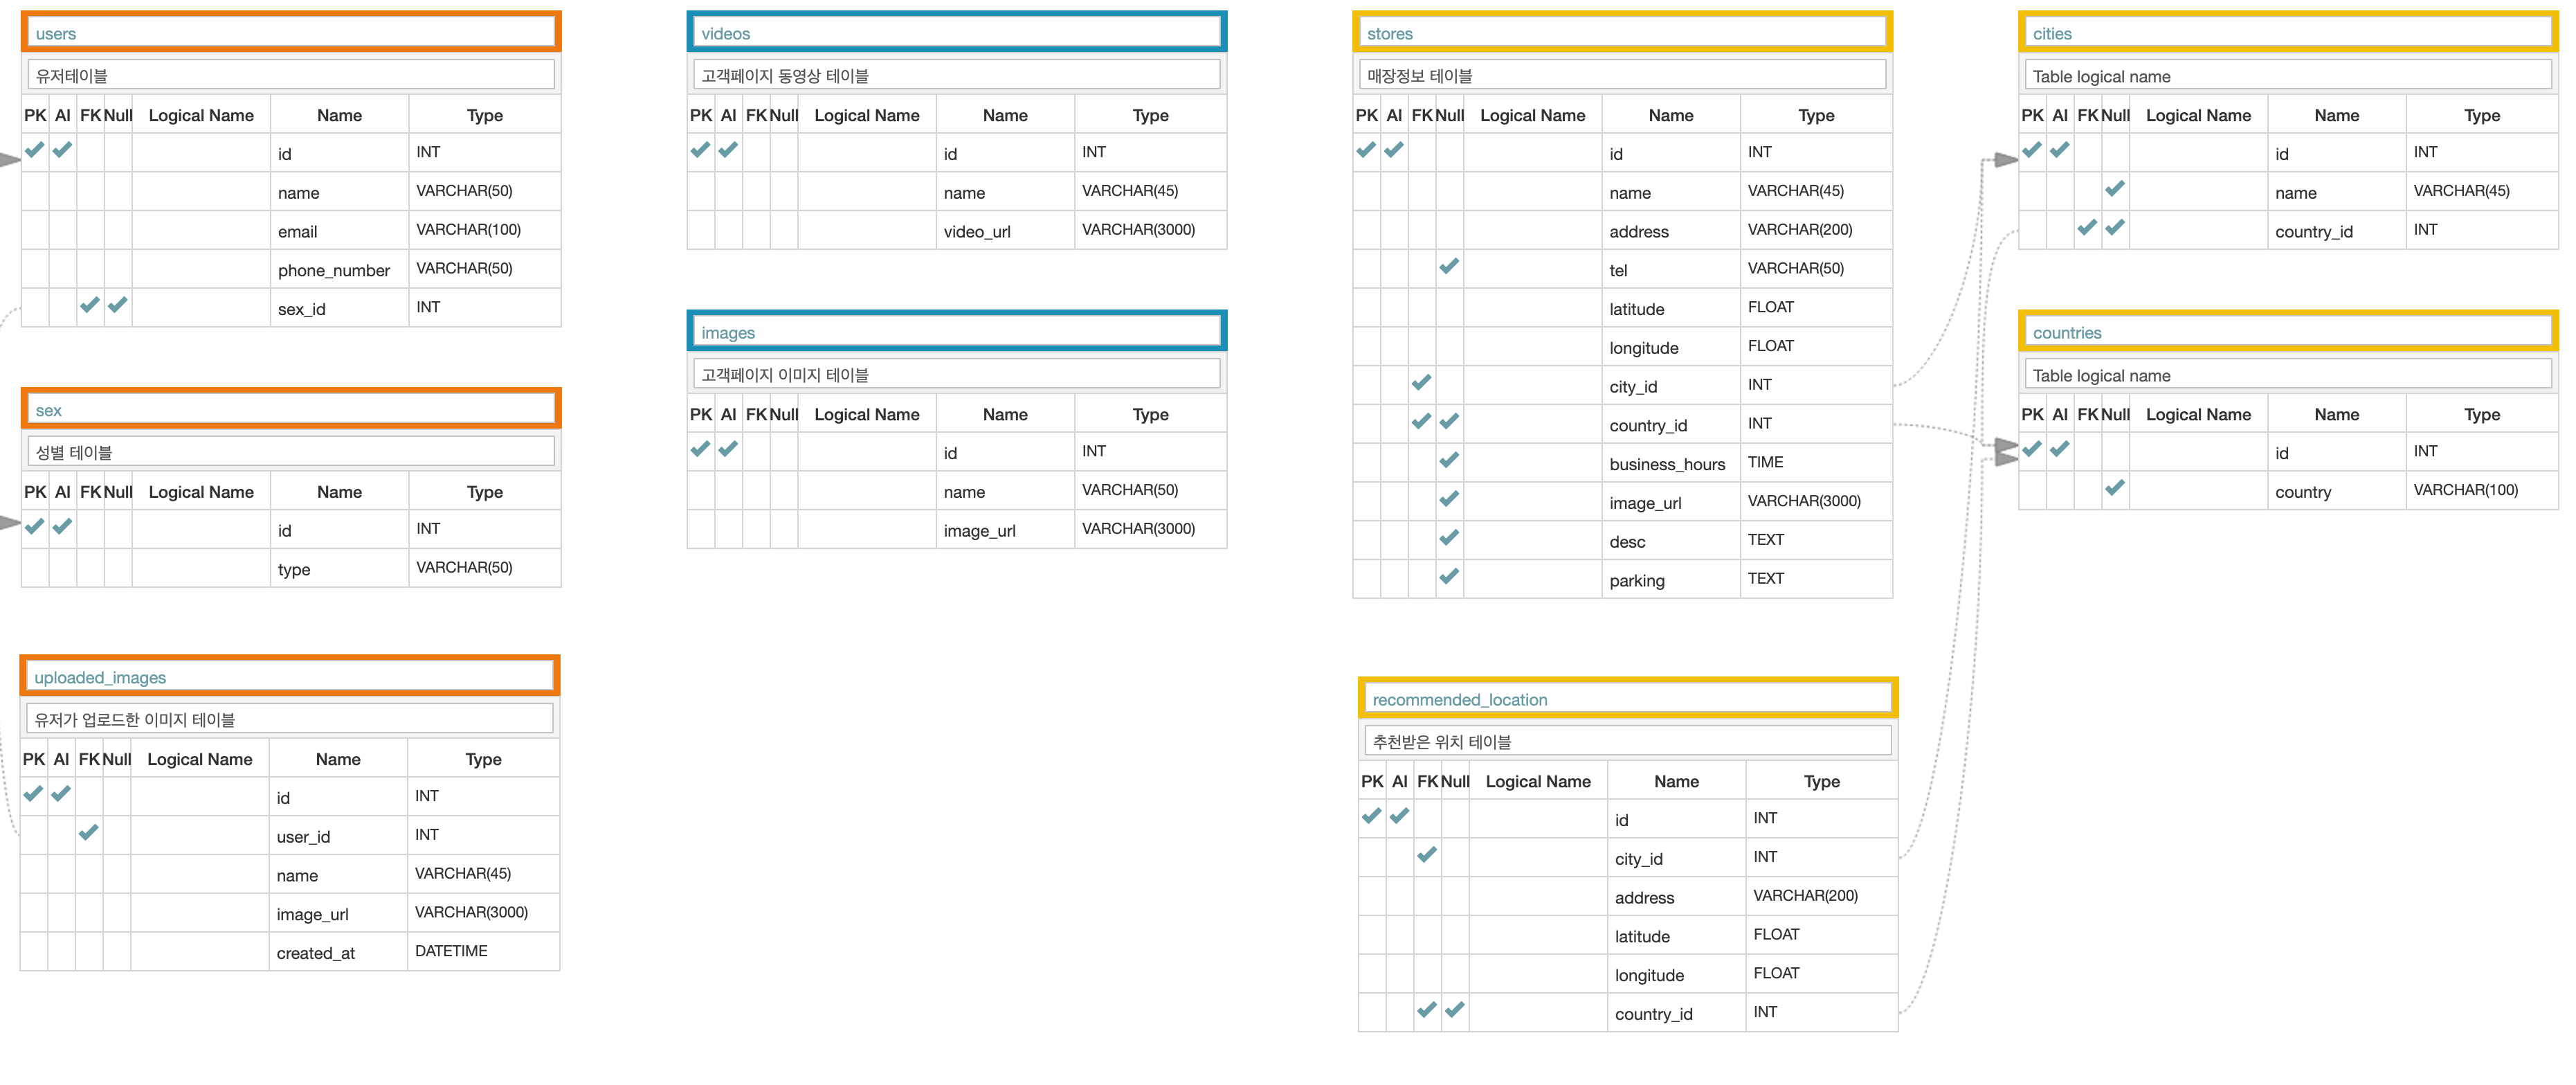 users
유저테이블
PK AI FK Null Logical Name Name Type
id INT
name VARCHAR(50)
email VARCHAR(100)
phone_number VARCHAR(50)
sex_id INT
sex
성별 테이블
PK AI FK Null Logical Name Name Type
id INT
type VARCHAR(50)
uploaded_images
유저가 업로드한 이미지 테이블
PK AI FK Null Logical Name Name Type
id INT
user_id INT
name VARCHAR(45)
image_url VARCHAR(3000)
created_at DATETIME
videos
고객페이지 동영상 테이블
PK AI FK Null Logical Name Name Type
id INT
name VARCHAR(45)
video_url VARCHAR(3000)
images
고객페이지 이미지 테이블
PK AI FK Null Logical Name Name Type
id INT
name VARCHAR(50)
image_url VARCHAR(3000)
stores
매장정보 테이블
PK AI FK Null Logical Name Name Type
id INT
name VARCHAR(45)
address VARCHAR(200)
tel VARCHAR(50)
latitude FLOAT
longitude FLOAT
city_id INT
country_id INT
business_hours TIME
image_url VARCHAR(3000)
desc TEXT
parking TEXT
recommended_location
추천받은 위치 테이블
PK AI FK Null Logical Name Name Type
id INT
city_id INT
address VARCHAR(200)
latitude FLOAT
longitude FLOAT
country_id INT
cities
Table logical name
PK AI FK Null Logical Name Name Type
id INT
name VARCHAR(45)
country_id INT
countries
Table logical name
PK AI FK Null Logical Name Name Type
id INT
country VARCHAR(100)